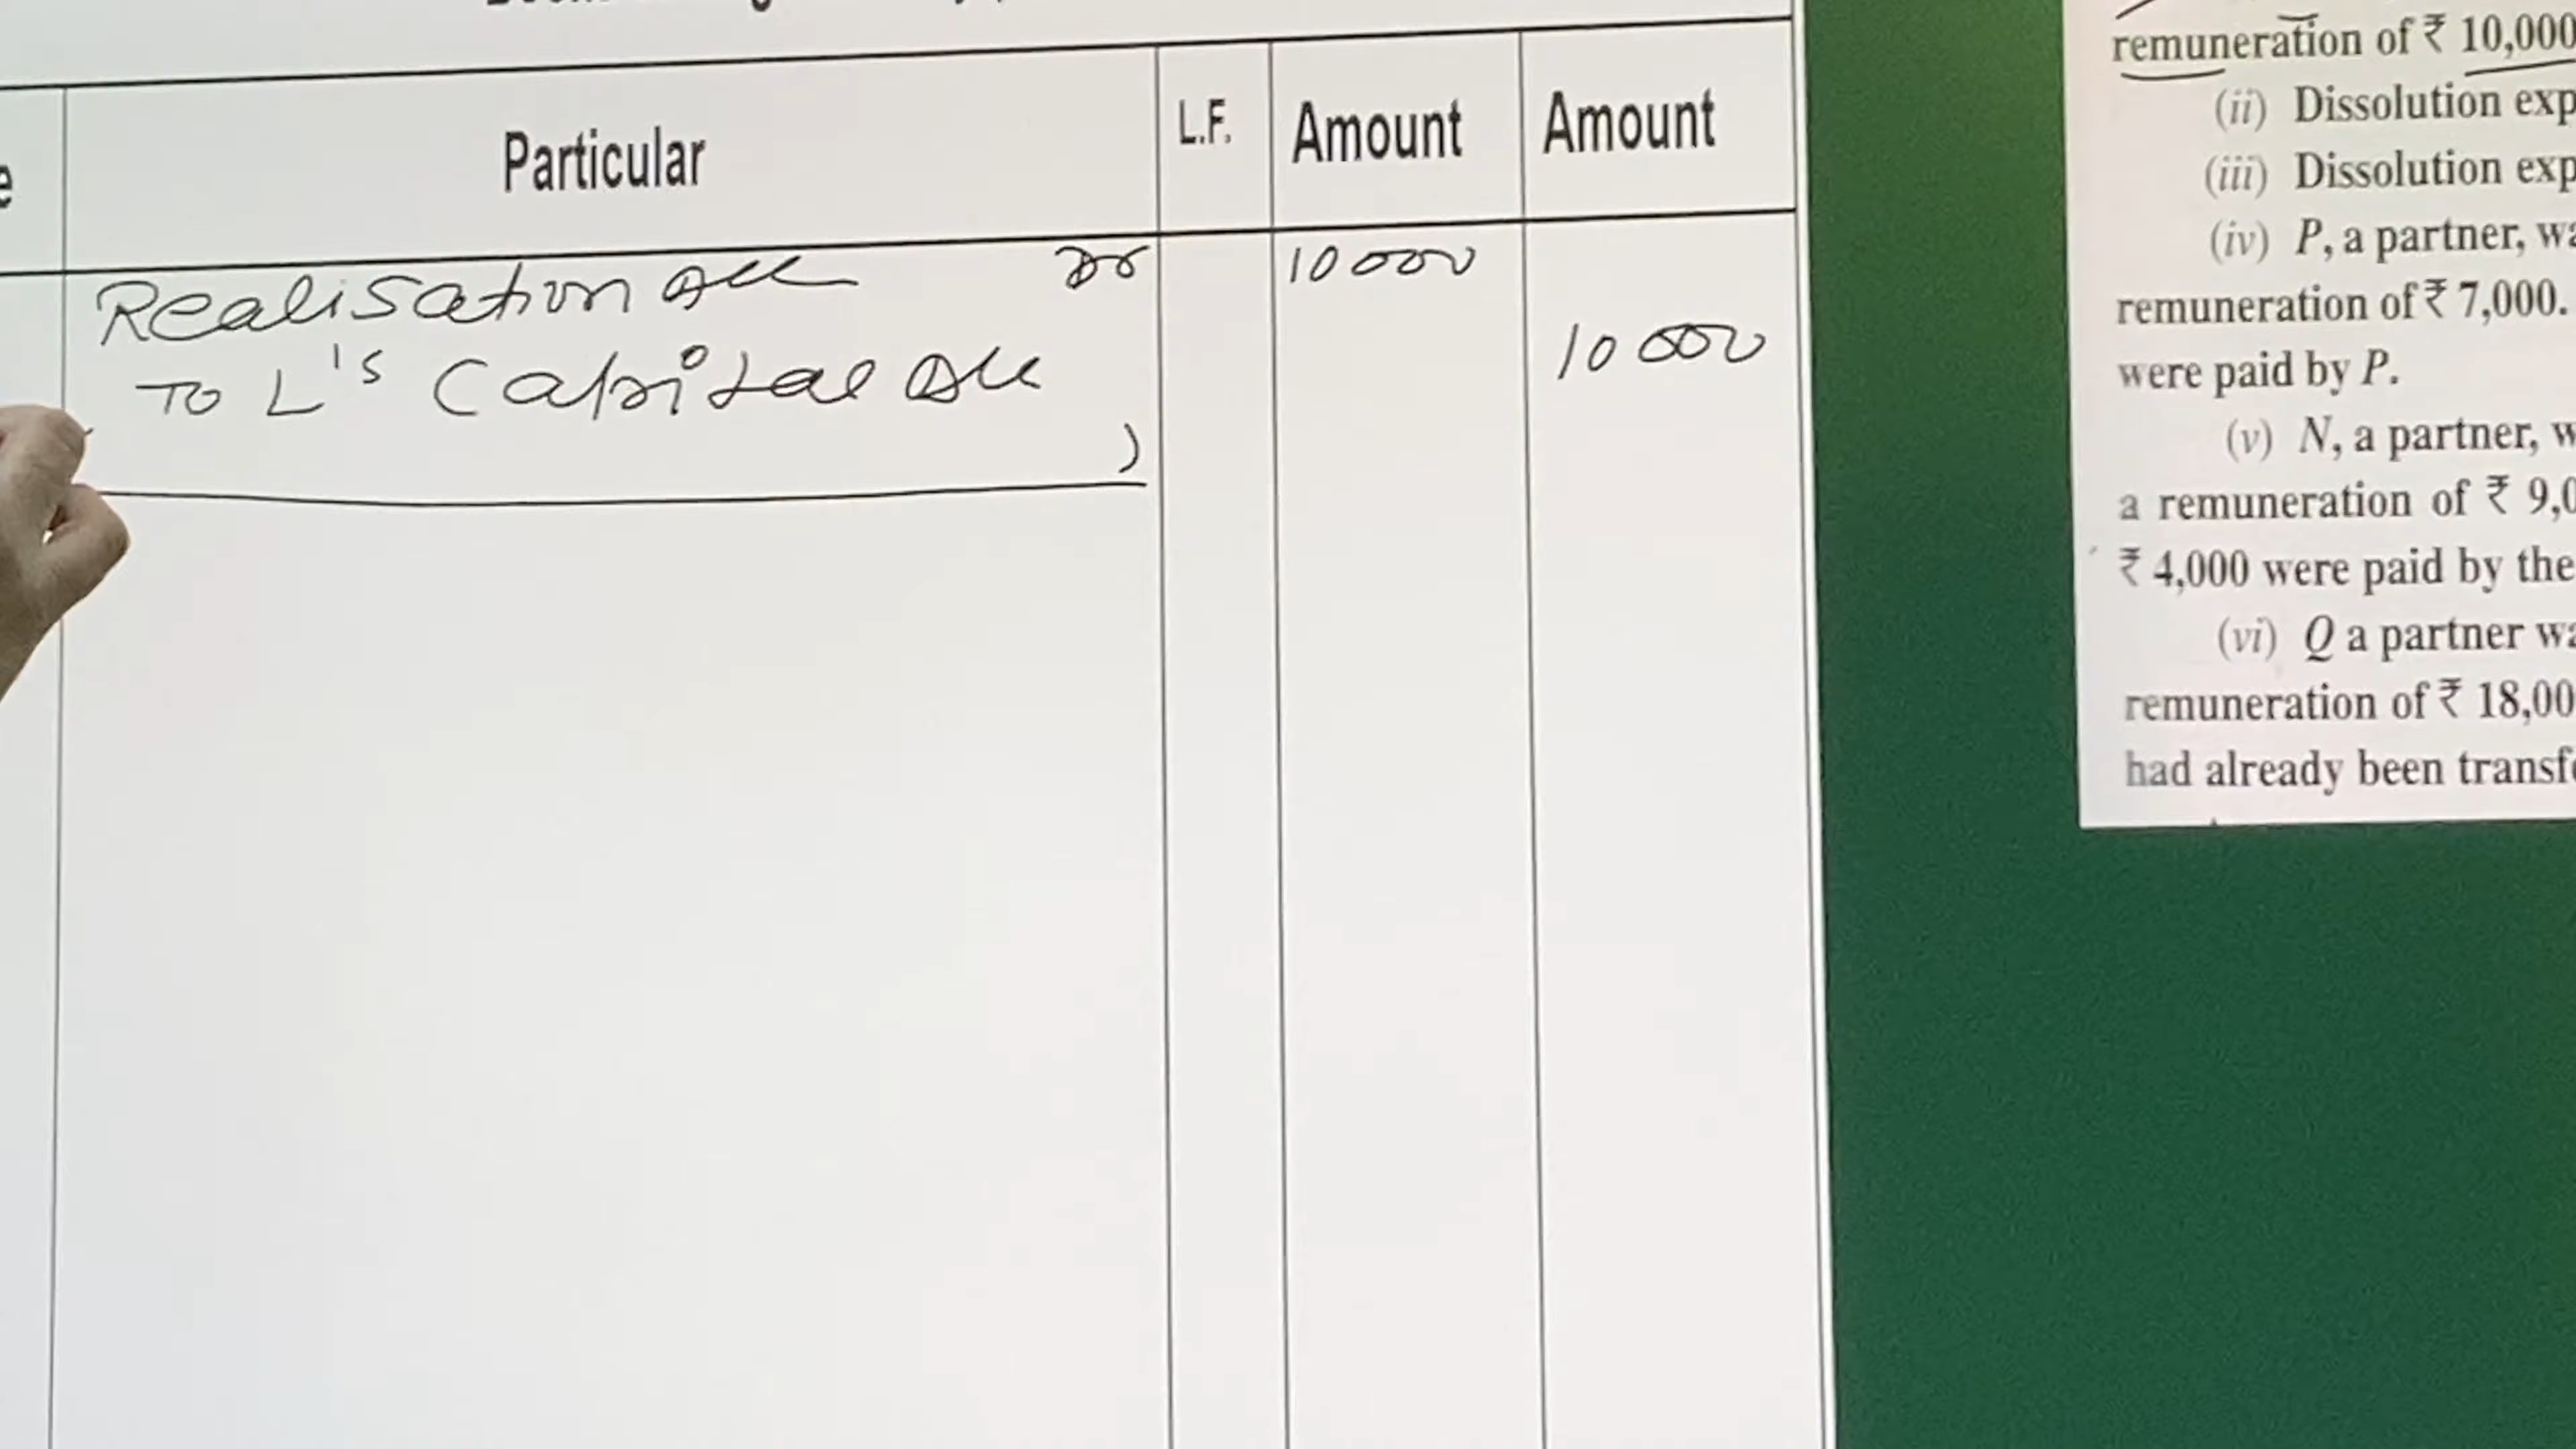 Particular L.F. Amount Amount
Realisation A/c Dr 10000
To L's Capital A/c 10000
)
remuneration of ₹ 10,000
(ii) Dissolution exp
(iii) Dissolution exp
(iv) P, a partner, wa
remuneration of ₹ 7,000.
were paid by P.
(v) N, a partner, w
a remuneration of ₹ 9,0
₹ 4,000 were paid by the
(vi) Q a partner wa
remuneration of ₹ 18,00
had already been transfe